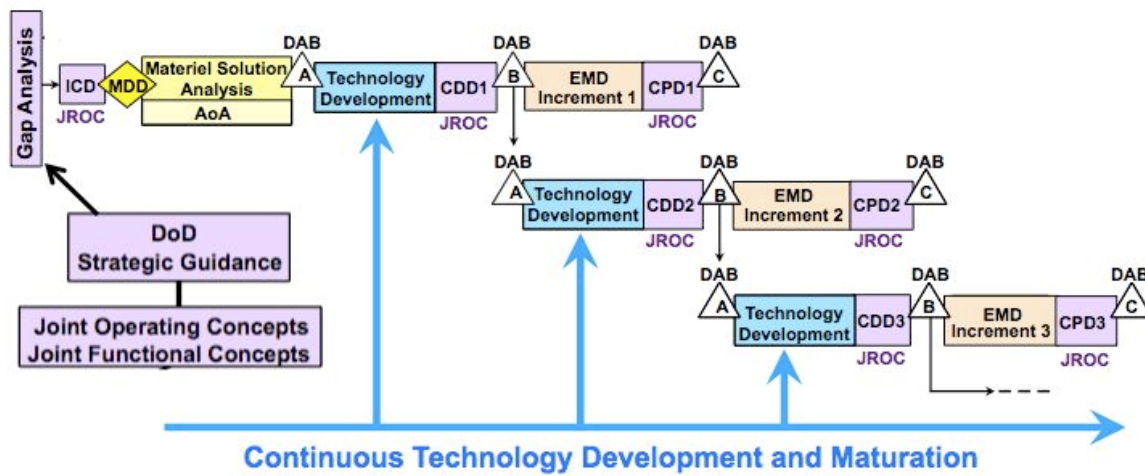 Gap Analysis
ICD
JROC
MDD
Materiel Solution
Analysis
AoA
DAB
A
Technology
Development
CDD1
JROC
DAB
B
EMD
Increment 1
CPD1
JROC
DAB
C
DAB
A
Technology
Development
CDD2
JROC
DAB
B
EMD
Increment 2
CPD2
JROC
DAB
C
DAB
A
Technology
Development
CDD3
JROC
DAB
B
EMD
Increment 3
CPD3
JROC
DAB
C
DoD
Strategic Guidance
Joint Operating Concepts
Joint Functional Concepts
Continuous Technology Development and Maturation